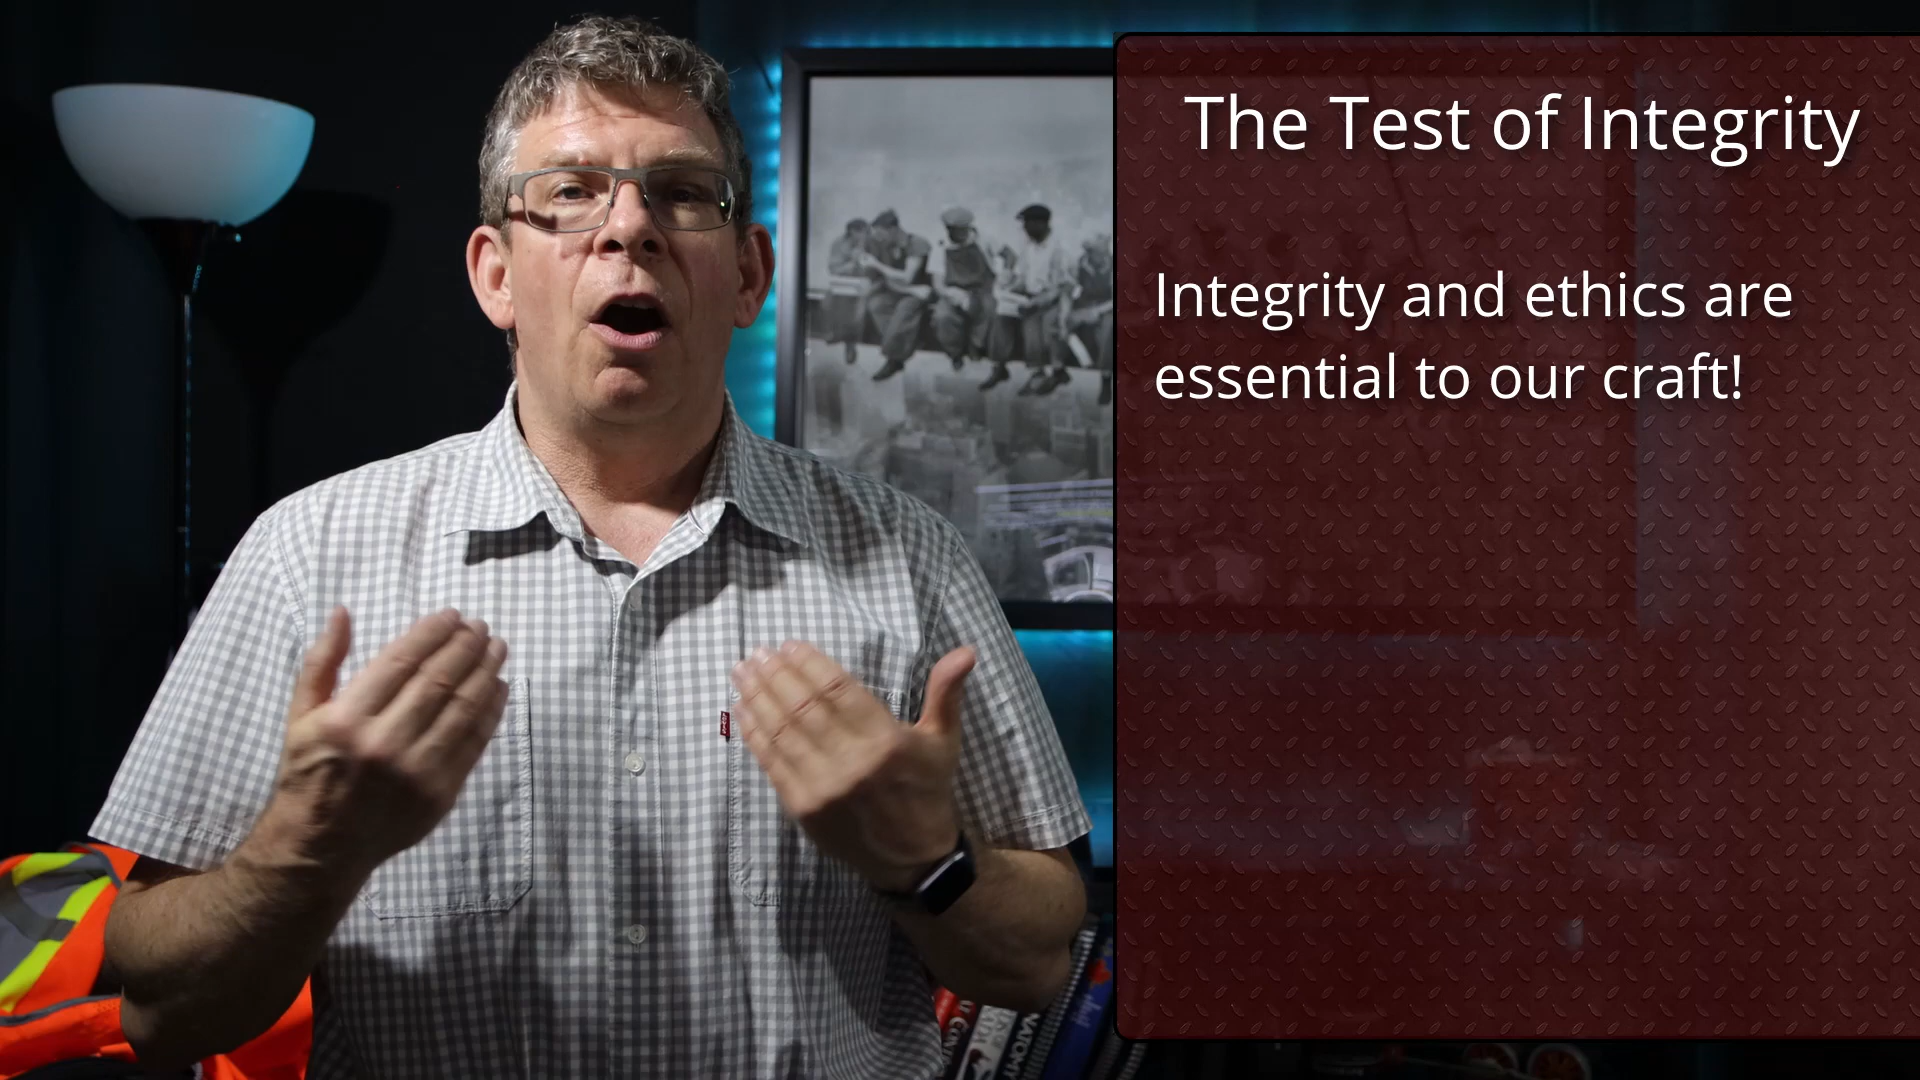 The Test of Integrity
Integrity and ethics are
essential to our craft!